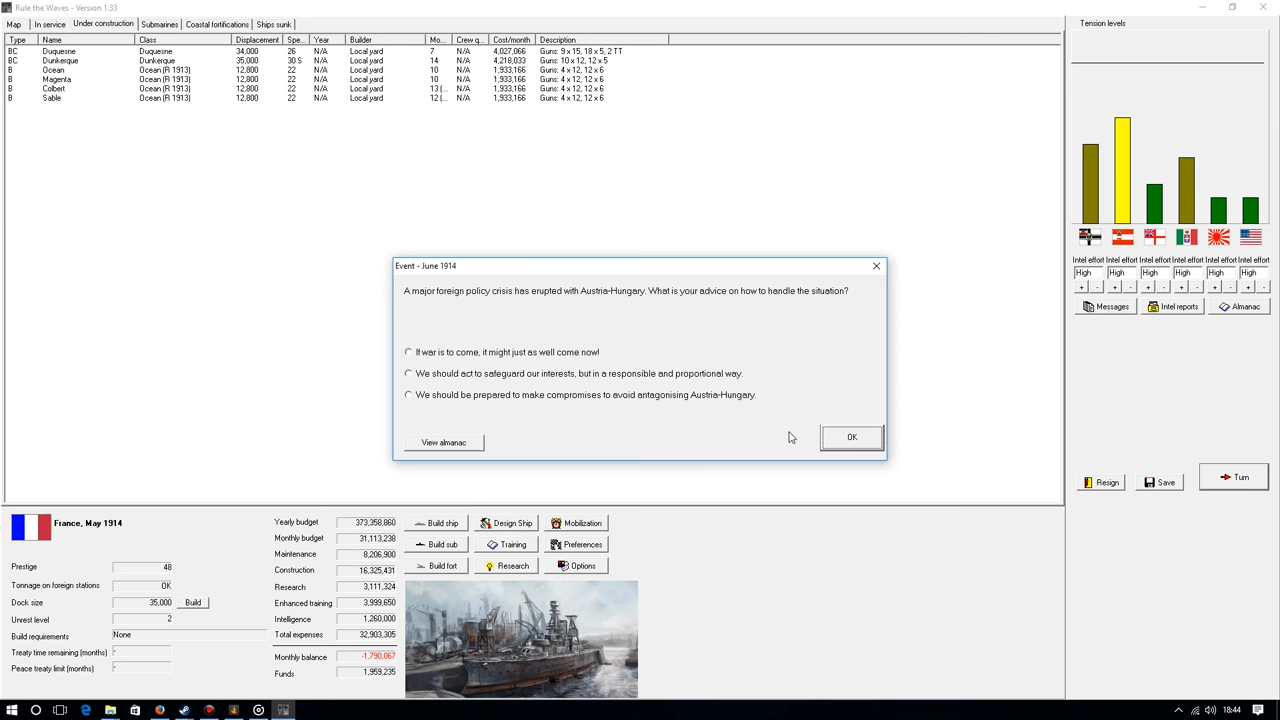 Rule the Waves - Version 1.33
Map In service Under construction Submarines Coastal fortifications Ships sunk
Type Name Class Displacement Spe... Year Builder Mo... Crew q... Cost/month Description
BC Duquesne Duquesne 34,000 26 N/A Local yard 7 N/A 4,027,066 Guns: 9 x 15, 18 x 5, 2 TT
BC Dunkerque Dunkerque 35,000 30 S N/A Local yard 14 N/A 4,218,033 Guns: 10 x 12, 12 x 5
B Ocean Ocean (R 1913) 12,800 22 N/A Local yard 10 N/A 1,933,166 Guns: 4 x 12, 12 x 6
B Magenta Ocean (R 1913) 12,800 22 N/A Local yard 10 N/A 1,933,166 Guns: 4 x 12, 12 x 6
B Colbert Ocean (R 1913) 12,800 22 N/A Local yard 13 (... N/A 1,933,166 Guns: 4 x 12, 12 x 6
B Sable Ocean (R 1913) 12,800 22 N/A Local yard 12 (... N/A 1,933,166 Guns: 4 x 12, 12 x 6
Tension levels
Intel effort Intel effort Intel effort Intel effort Intel effort Intel effort
High High High High High High
+ - + - + - + - + - + -
Messages Intel reports Almanac
Event - June 1914
A major foreign policy crisis has erupted with Austria-Hungary. What is your advice on how to handle the situation?
If war is to come, it might just as well come now!
We should act to safeguard our interests, but in a responsible and proportional way.
We should be prepared to make compromises to avoid antagonising Austria-Hungary.
View almanac OK
Resign Save Turn
France, May 1914
Prestige 48
Tonnage on foreign stations OK
Dock size 35,000 Build
Unrest level 2
Build requirements None
Treaty time remaining (months) -
Peace treaty limit (months) -
Yearly budget 373,358,860
Monthly budget 31,113,238
Maintenance 8,206,900
Construction 16,325,431
Research 3,111,324
Enhanced training 3,999,650
Intelligence 1,260,000
Total expenses 32,903,305
Monthly balance -1,790,067
Funds 1,959,235
Build ship Design Ship Mobilization
Build sub Training Preferences
Build fort Research Options
18:44